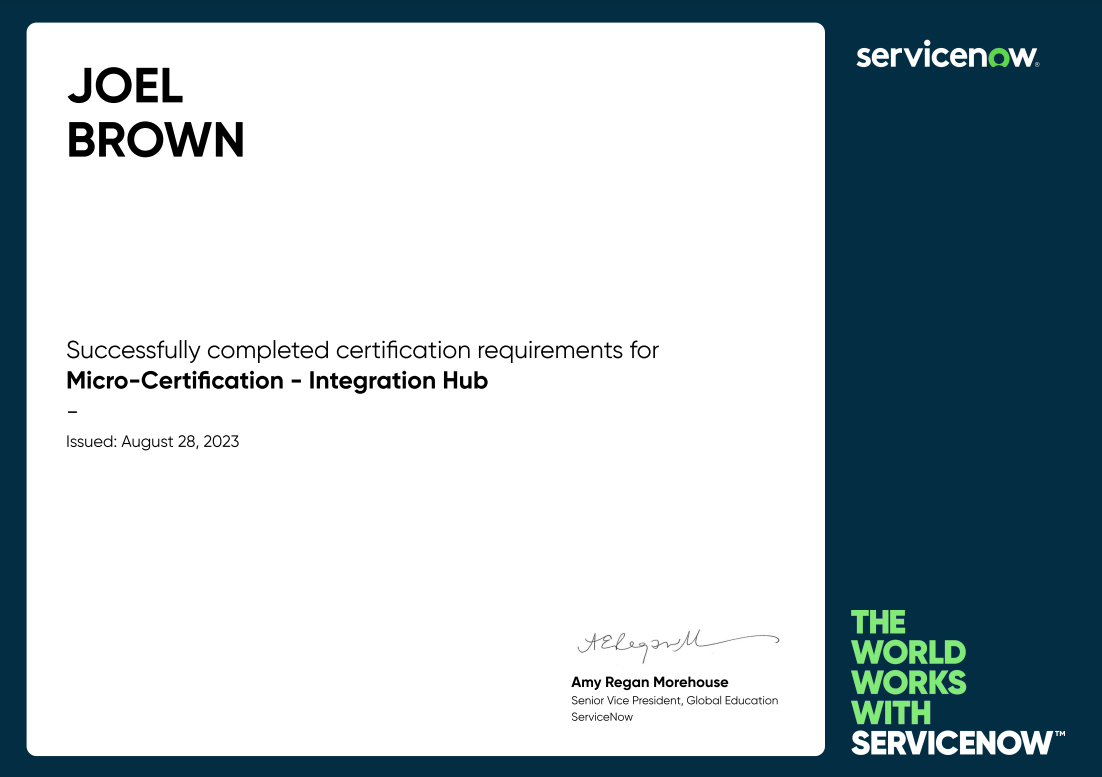 JOEL
BROWN
servicenow®
Successfully completed certification requirements for
Micro-Certification - Integration Hub
–
Issued: August 28, 2023
Amy Regan Morehouse
Senior Vice President, Global Education
ServiceNow
THE
WORLD
WORKS
WITH
SERVICENOW™